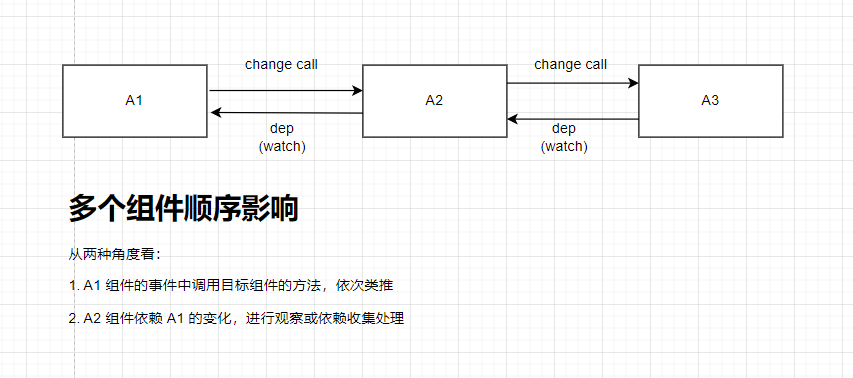 change call
change call
A1
A2
A3
dep
(watch)
dep
(watch)
多个组件顺序影响
从两种角度看：
1. A1 组件的事件中调用目标组件的方法，依次类推
2. A2 组件依赖 A1 的变化，进行观察或依赖收集处理